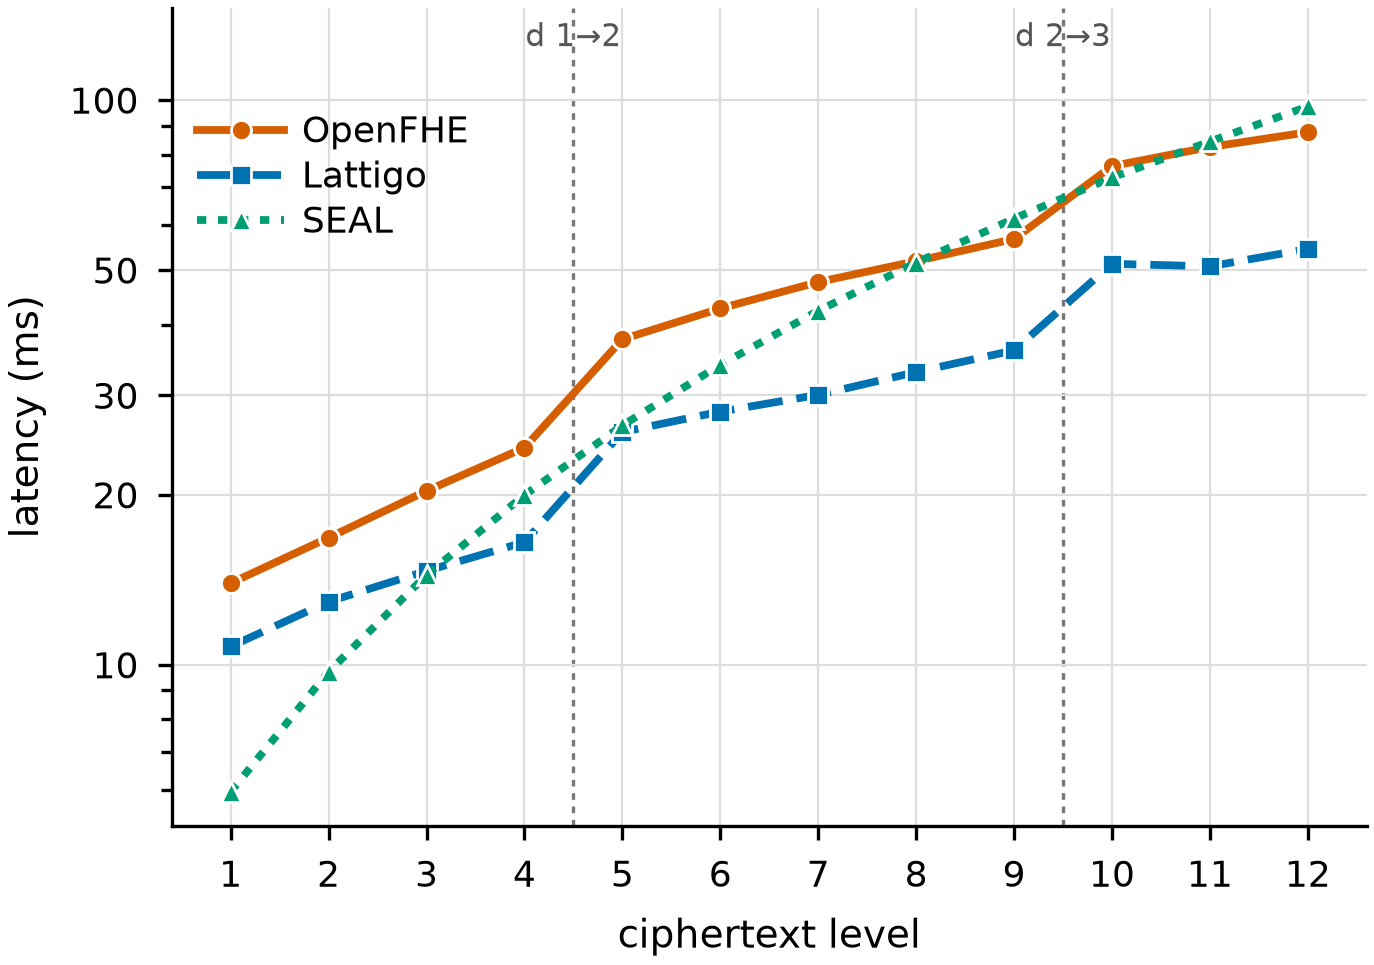 d 1→2
d 2→3
100
50
30
20
10
latency (ms)
OpenFHE
Lattigo
SEAL
1 2 3 4 5 6 7 8 9 10 11 12
ciphertext level